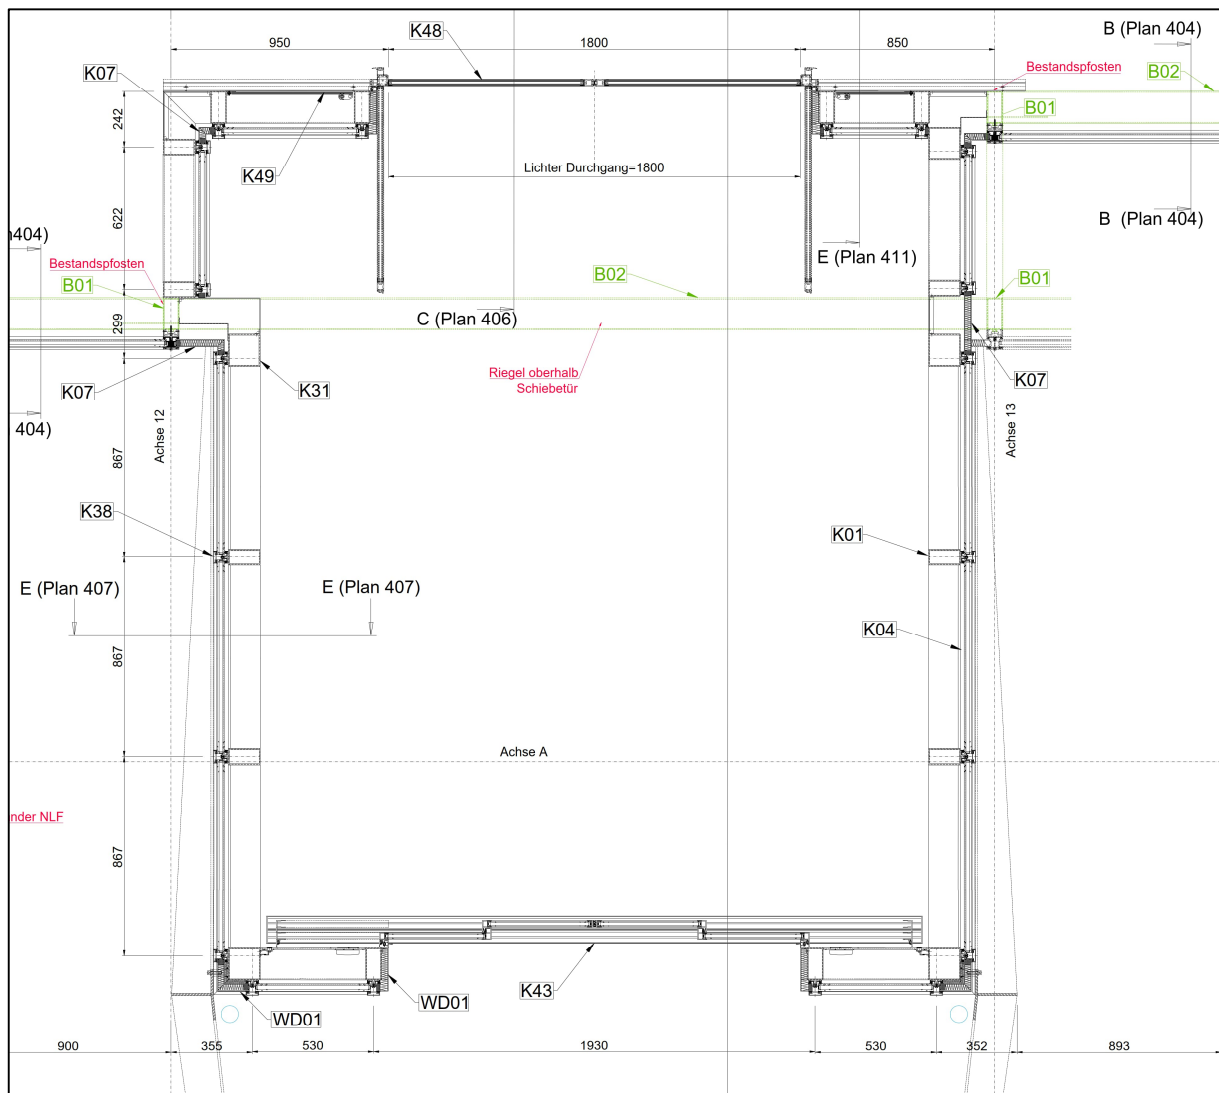 B (Plan 404)
K48
950
1800
850
Bestandspfosten
K07
B02
B01
242
K49
Lichter Durchgang=1800
622
B (Plan 404)
404)
E (Plan 411)
Bestandspfosten
B01
B02
B01
299
C (Plan 406)
Riegel oberhalb
Schiebetür
K07
K31
K07
Achse 12
Achse 13
404)
867
K38
K01
E (Plan 407)
E (Plan 407)
K04
867
Achse A
nder NLF
867
K43
WD01
WD01
900
355
530
1930
530
352
893